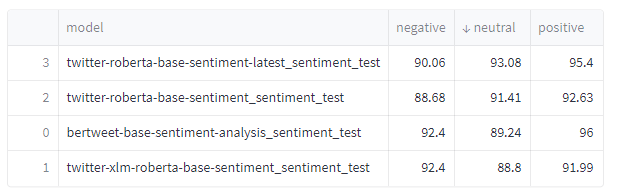 model negative ↓ neutral positive
3 twitter-roberta-base-sentiment-latest_sentiment_test 90.06 93.08 95.4
2 twitter-roberta-base-sentiment_sentiment_test 88.68 91.41 92.63
0 bertweet-base-sentiment-analysis_sentiment_test 92.4 89.24 96
1 twitter-xlm-roberta-base-sentiment_sentiment_test 92.4 88.8 91.99